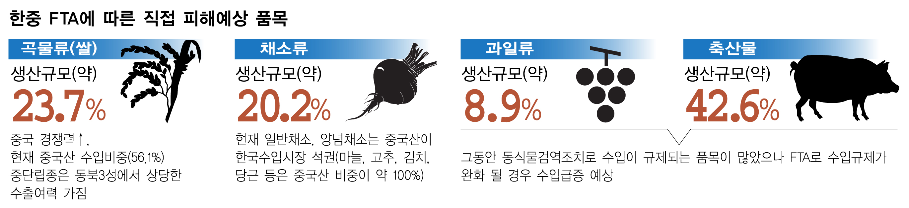 한중 FTA에 따른 직접 피해예상 품목
곡물류(쌀)
생산규모(약)
23.7%
중국 경쟁력↑,
현재 중국산 수입비중(56.1%)
중단립종은 동북3성에서 상당한
수출여력 가짐
채소류
생산규모(약)
20.2%
현재 일반채소, 양념채소는 중국산이
한국수입시장 석권(마늘, 고추, 김치,
당근 등은 중국산 비중이 약 100%)
과일류
생산규모(약)
8.9%
축산물
생산규모(약)
42.6%
그동안 동식물검역조치로 수입이 규제되는 품목이 많았으나 FTA로 수입규제가
완화 될 경우 수입급증 예상